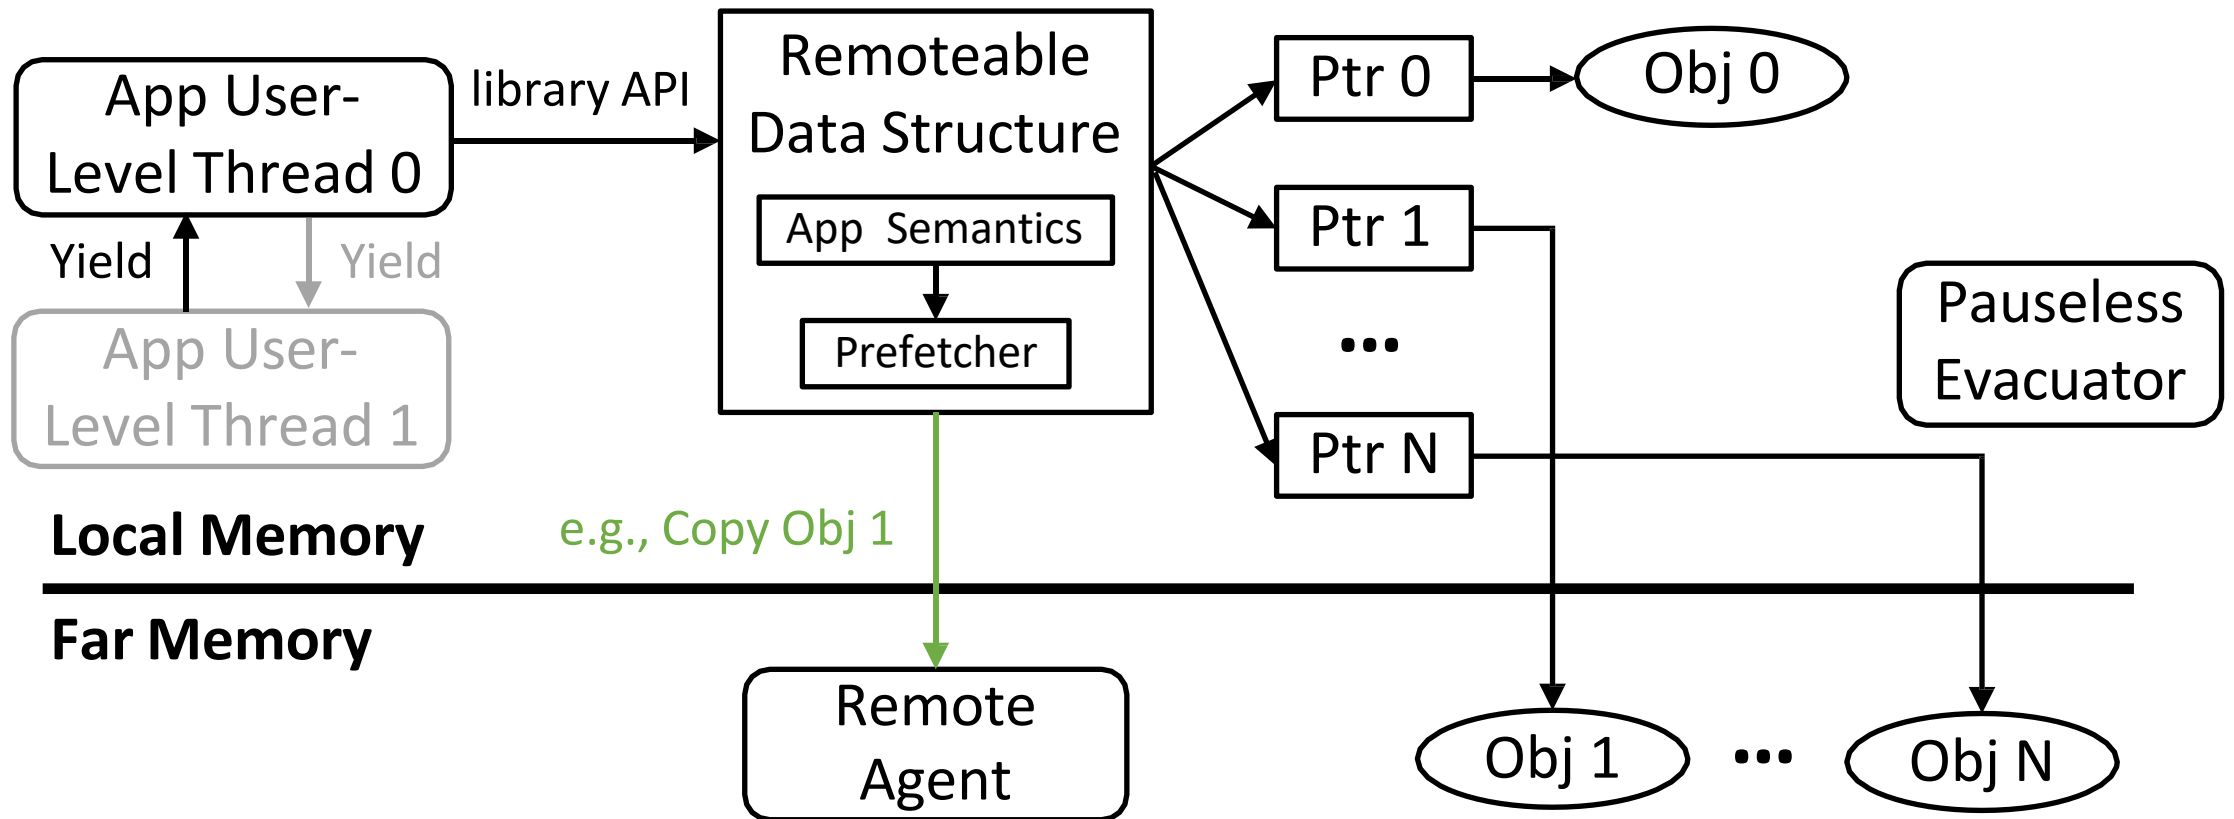 App User-
Level Thread 0
library API
Remoteable
Data Structure
App Semantics
Prefetcher
Ptr 0
Obj 0
Ptr 1
...
Ptr N
Yield
Yield
App User-
Level Thread 1
Pauseless
Evacuator
Local Memory
e.g., Copy Obj 1
Far Memory
Remote
Agent
Obj 1
...
Obj N